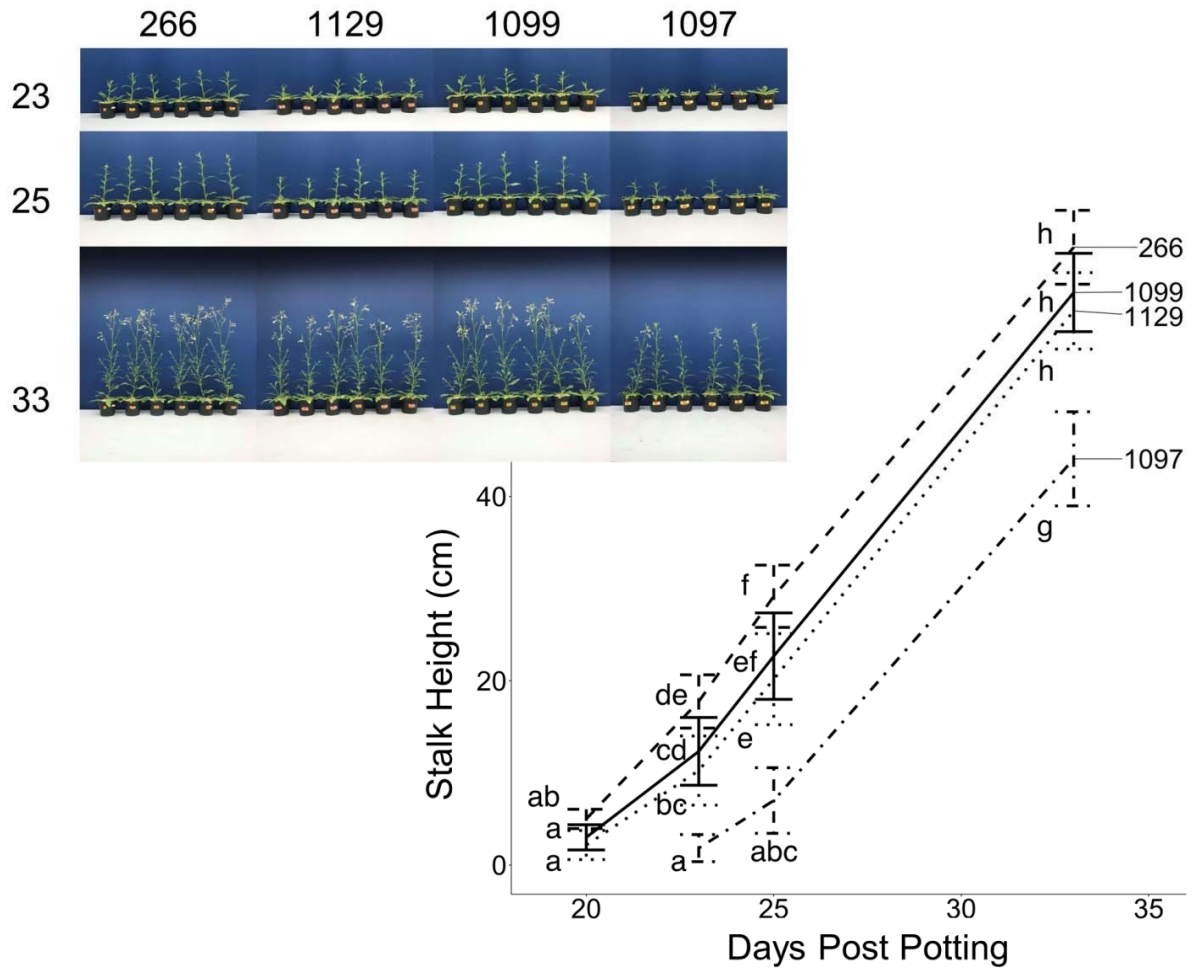 266 1129 1099 1097
23
25
33
h
266
h
1099
1129
h
1097
g
40
20
0
Stalk Height (cm)
f
ef
e
de
cd
bc
ab
a
a
a
abc
20 25 30 35
Days Post Potting